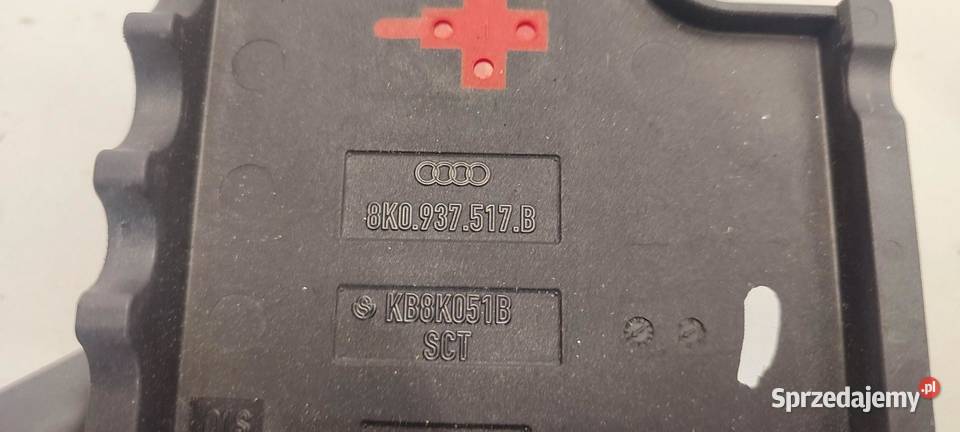 8K0.937.517.B
KB8K051B
SCT
Sprzedajemy.pl